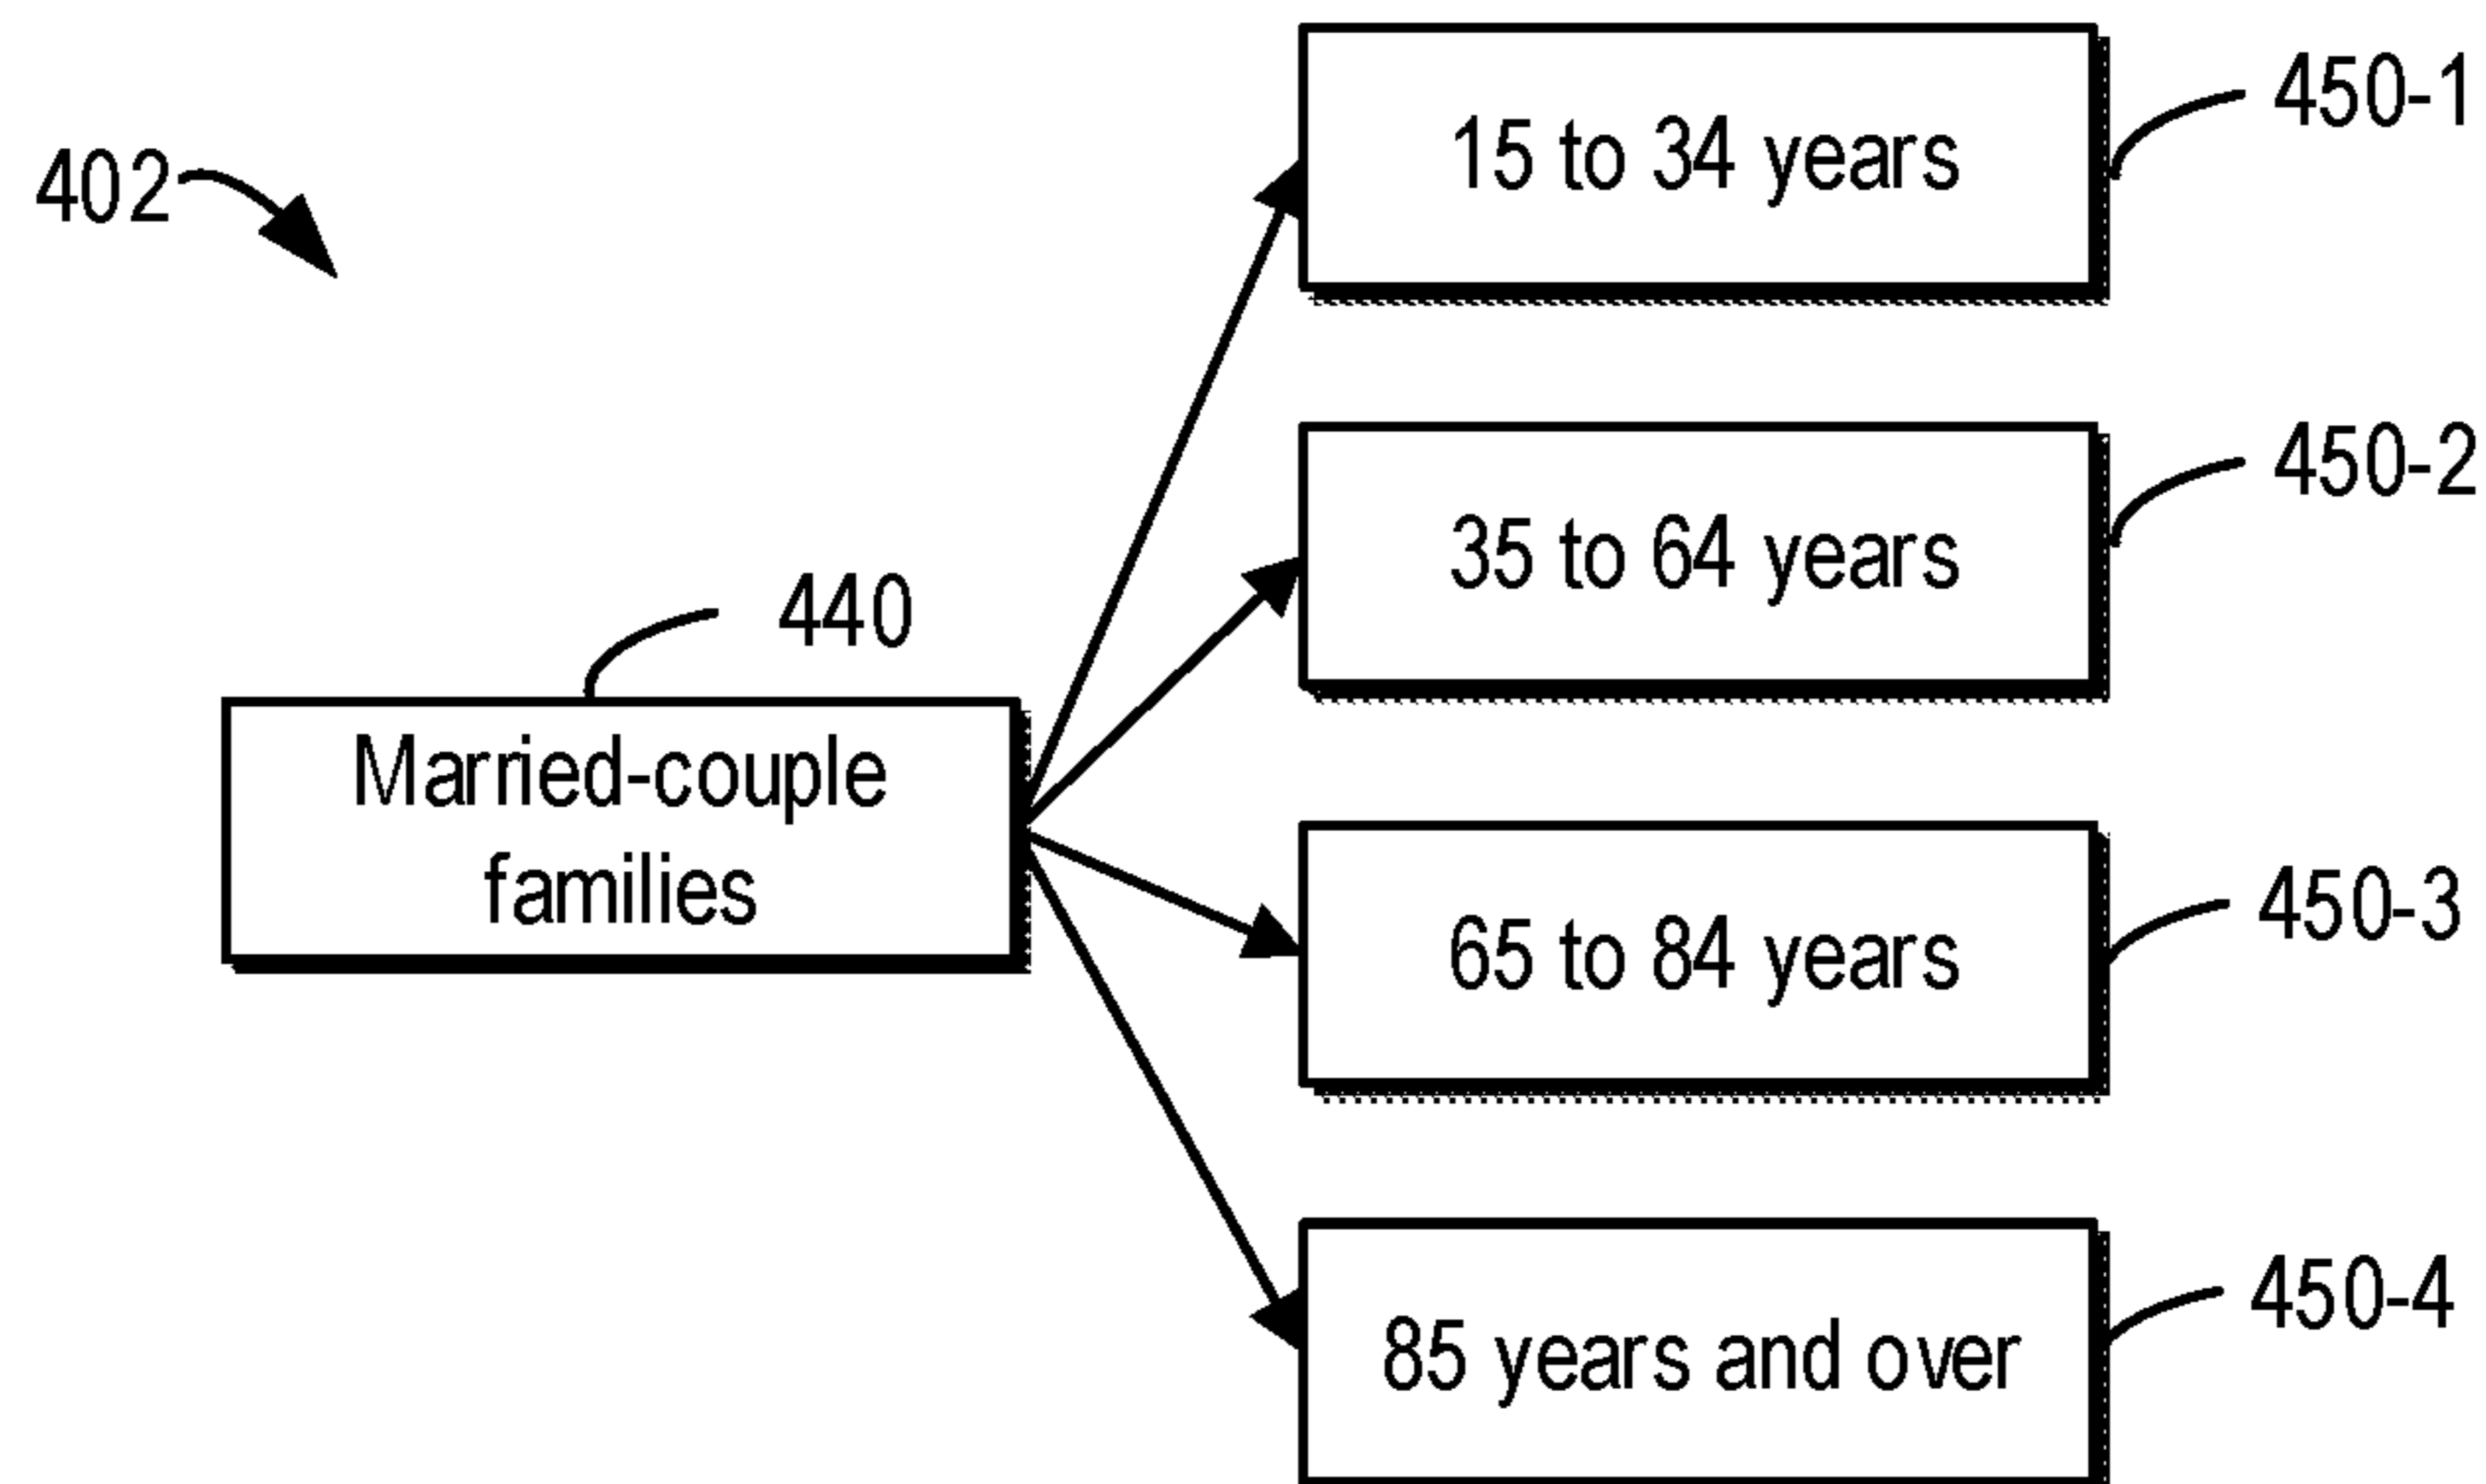 402
15 to 34 years
450-1
35 to 64 years
450-2
440
Married-couple
families
65 to 84 years
450-3
85 years and over
450-4